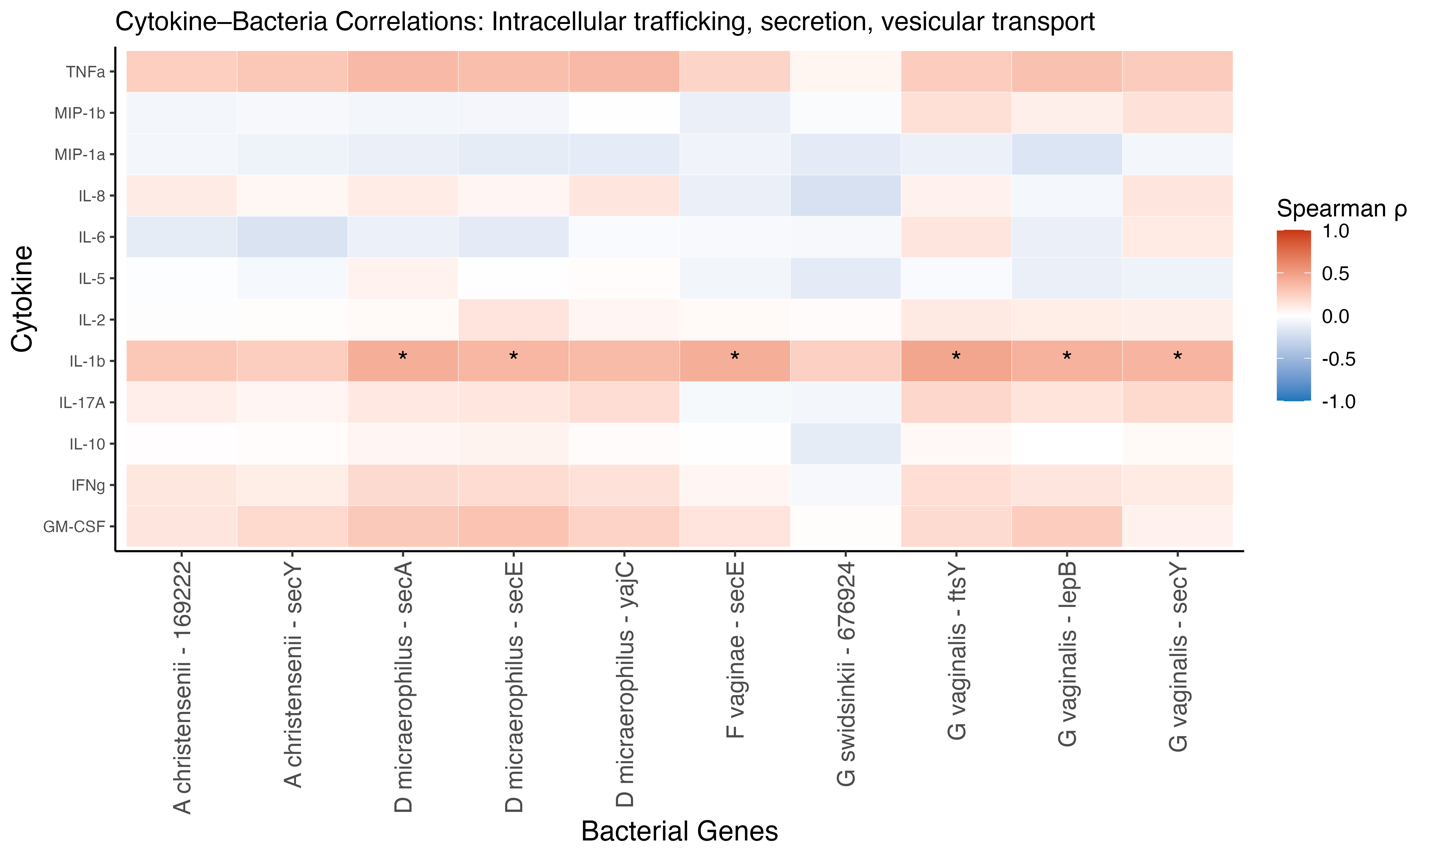 Cytokine–Bacteria Correlations: Intracellular trafficking, secretion, vesicular transport
TNFa
MIP-1b
MIP-1a
IL-8
IL-6
IL-5
IL-2
IL-1b
* * * * * *
IL-17A
IL-10
IFNg
GM-CSF
Cytokine
A christensenii - 169222
A christensenii - secY
D micraerophilus - secA
D micraerophilus - secE
D micraerophilus - yajC
F vaginae - secE
G swidsinkii - 676924
G vaginalis - ftsY
G vaginalis - lepB
G vaginalis - secY
Bacterial Genes
Spearman ρ
1.0
0.5
0.0
-0.5
-1.0